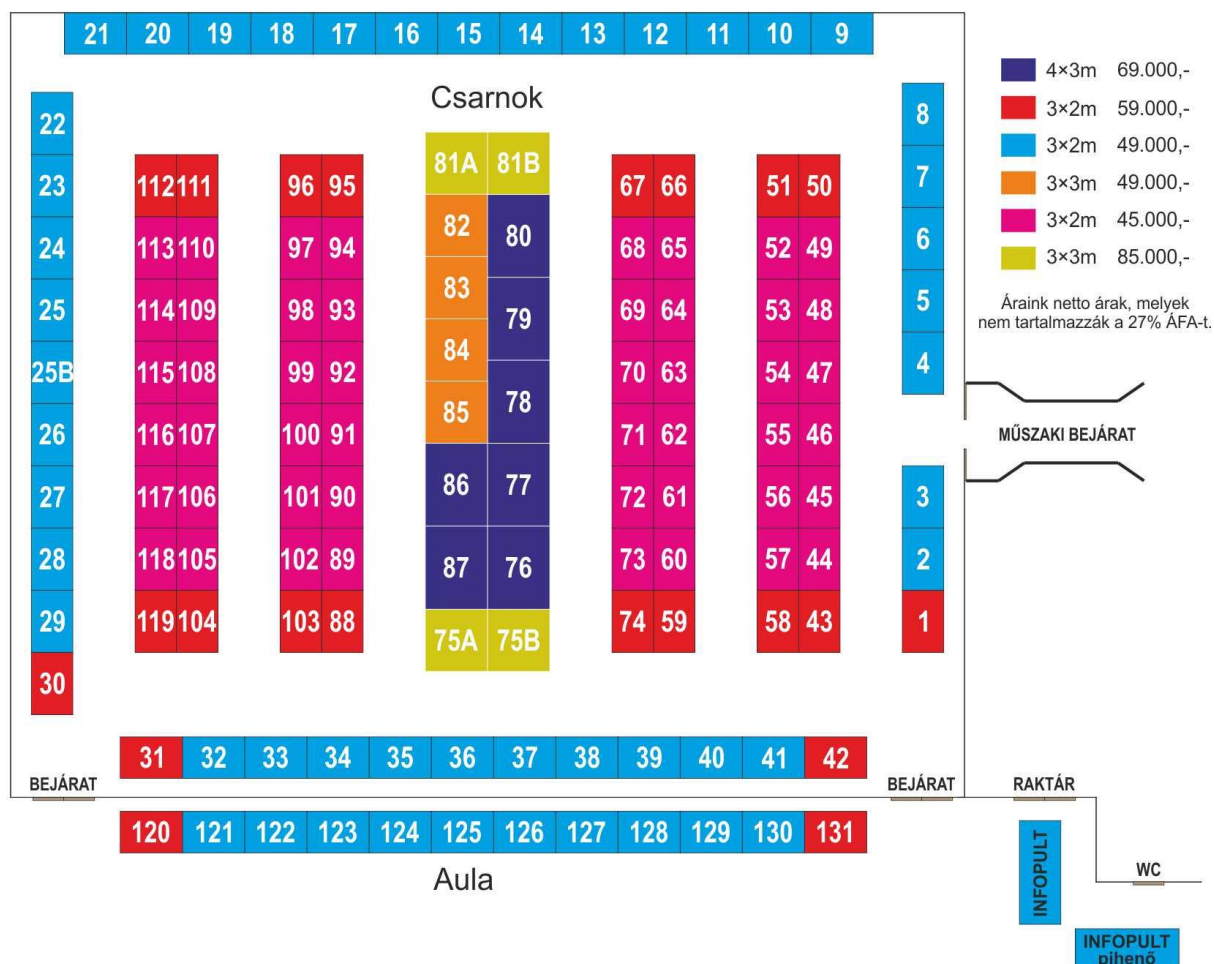 21 20 19 18 17 16 15 14 13 12 11 10 9
Csarnok
4×3m 69.000,-
3×2m 59.000,-
3×2m 49.000,-
3×3m 49.000,-
3×2m 45.000,-
3×3m 85.000,-
Áraink netto árak, melyek
nem tartalmazzák a 27% ÁFA-t.
22
23
24
25
25B
26
27
28
29
30
112 111
113 110
114 109
115 108
116 107
117 106
118 105
119 104
96 95
97 94
98 93
99 92
100 91
101 90
102 89
103 88
81A 81B
82
83
84
85
86
87
80
79
78
77
76
75A 75B
67 66
68 65
69 64
70 63
71 62
72 61
73 60
74 59
51 50
52 49
53 48
54 47
55 46
56 45
57 44
58 43
8
7
6
5
4
3
2
1
MŰSZAKI BEJÁRAT
31 32 33 34 35 36 37 38 39 40 41 42
BEJÁRAT
BEJÁRAT
RAKTÁR
120 121 122 123 124 125 126 127 128 129 130 131
Aula
INFOPULT
WC
INFOPULT
pihenő